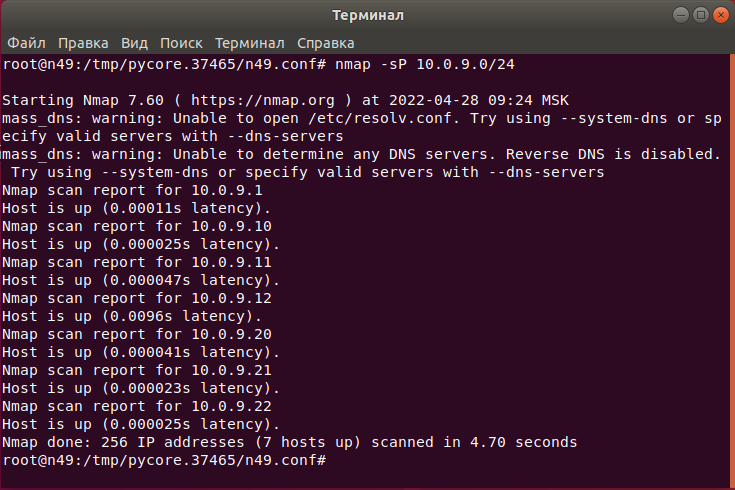 Терминал
Файл Правка Вид Поиск Терминал Справка
root@n49:/tmp/pycore.37465/n49.conf# nmap -sP 10.0.9.0/24
Starting Nmap 7.60 ( https://nmap.org ) at 2022-04-28 09:24 MSK
mass_dns: warning: Unable to open /etc/resolv.conf. Try using --system-dns or sp
ecify valid servers with --dns-servers
mass_dns: warning: Unable to determine any DNS servers. Reverse DNS is disabled.
 Try using --system-dns or specify valid servers with --dns-servers
Nmap scan report for 10.0.9.1
Host is up (0.00011s latency).
Nmap scan report for 10.0.9.10
Host is up (0.000025s latency).
Nmap scan report for 10.0.9.11
Host is up (0.000047s latency).
Nmap scan report for 10.0.9.12
Host is up (0.0096s latency).
Nmap scan report for 10.0.9.20
Host is up (0.000041s latency).
Nmap scan report for 10.0.9.21
Host is up (0.000023s latency).
Nmap scan report for 10.0.9.22
Host is up (0.000025s latency).
Nmap done: 256 IP addresses (7 hosts up) scanned in 4.70 seconds
root@n49:/tmp/pycore.37465/n49.conf#